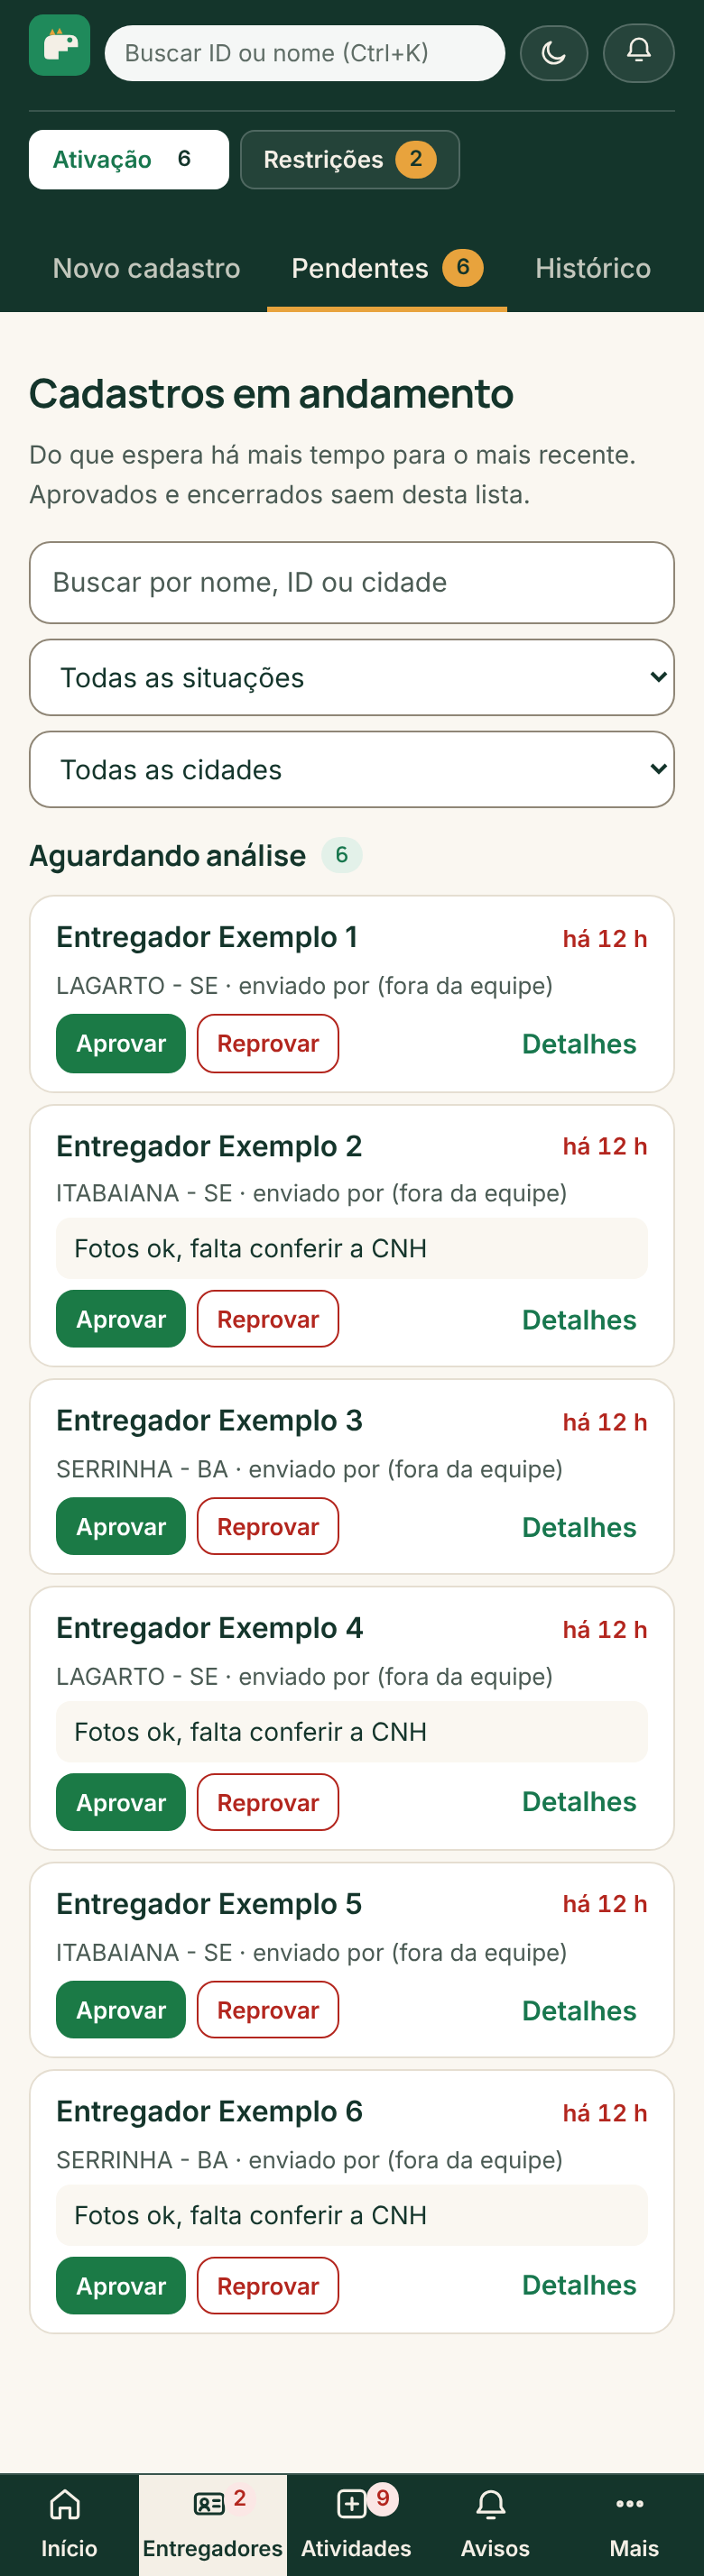 Buscar ID ou nome (Ctrl+K)
Ativação 6
Restrições 2
Novo cadastro
Pendentes 6
Histórico
Cadastros em andamento
Do que espera há mais tempo para o mais recente.
Aprovados e encerrados saem desta lista.
Buscar por nome, ID ou cidade
Todas as situações
Todas as cidades
Aguardando análise 6
Entregador Exemplo 1 há 12 h
LAGARTO - SE · enviado por (fora da equipe)
Aprovar Reprovar Detalhes
Entregador Exemplo 2 há 12 h
ITABAIANA - SE · enviado por (fora da equipe)
Fotos ok, falta conferir a CNH
Aprovar Reprovar Detalhes
Entregador Exemplo 3 há 12 h
SERRINHA - BA · enviado por (fora da equipe)
Aprovar Reprovar Detalhes
Entregador Exemplo 4 há 12 h
LAGARTO - SE · enviado por (fora da equipe)
Fotos ok, falta conferir a CNH
Aprovar Reprovar Detalhes
Entregador Exemplo 5 há 12 h
ITABAIANA - SE · enviado por (fora da equipe)
Aprovar Reprovar Detalhes
Entregador Exemplo 6 há 12 h
SERRINHA - BA · enviado por (fora da equipe)
Fotos ok, falta conferir a CNH
Aprovar Reprovar Detalhes
2 9
Início Entregadores Atividades Avisos Mais